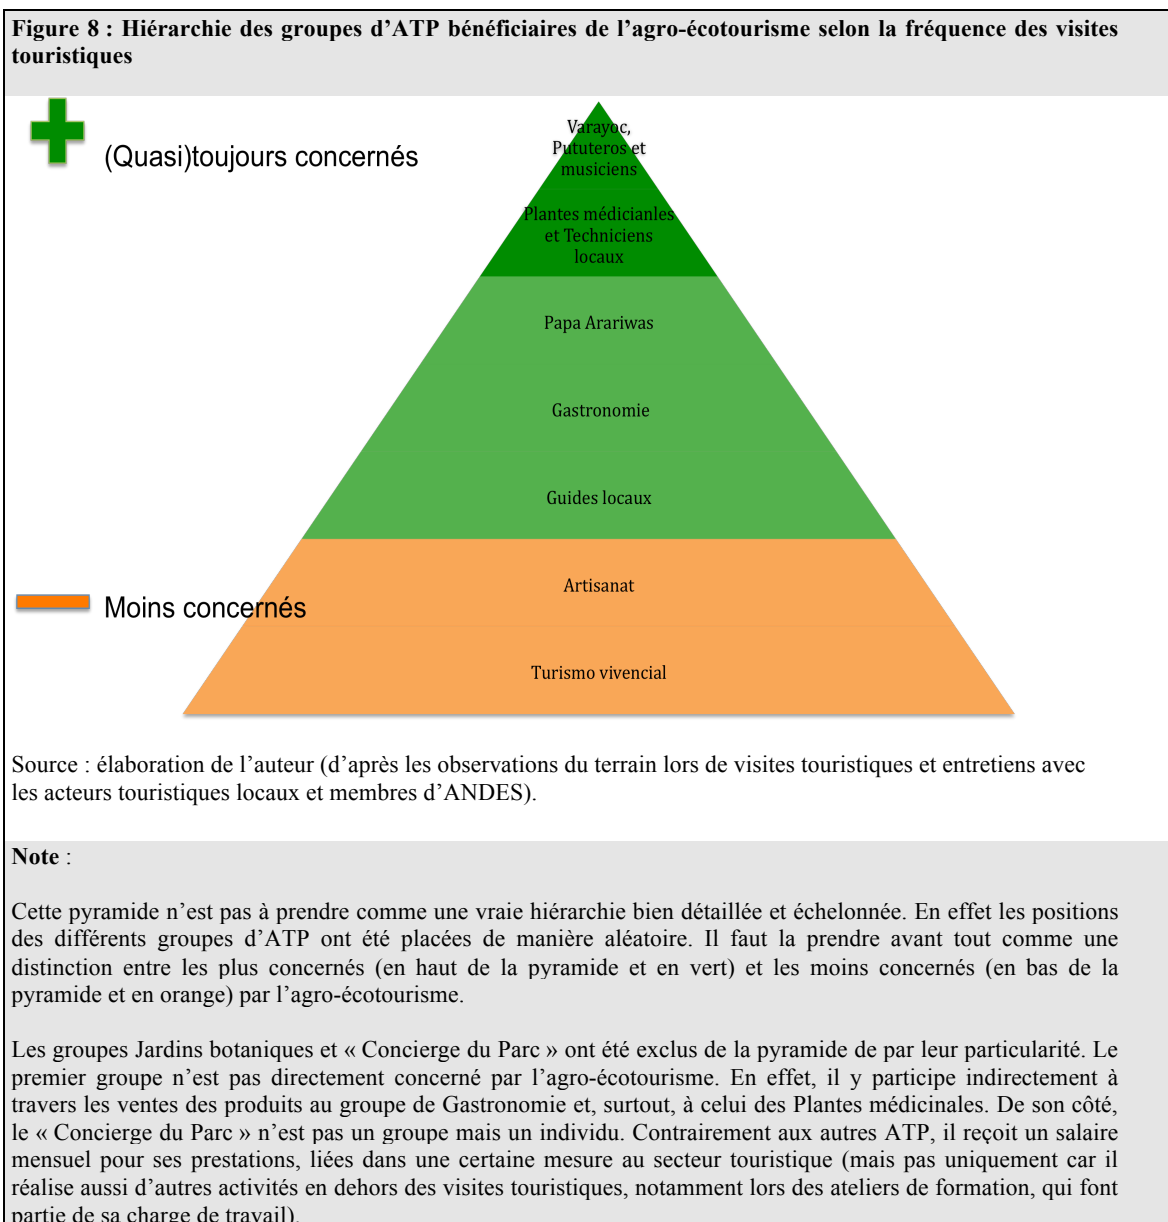 Figure 8 : Hiérarchie des groupes d’ATP bénéficiaires de l’agro-écotourisme selon la fréquence des visites
touristiques
(Quasi)toujours concernés
Varayoc,
Pututeros et
musiciens
Plantes médicianles
et Techniciens
locaux
Papa Arariwas
Gastronomie
Guides locaux
Artisanat
Moins concernés
Turismo vivencial
Source : élaboration de l’auteur (d’après les observations du terrain lors de visites touristiques et entretiens avec
les acteurs touristiques locaux et membres d’ANDES).
Note :
Cette pyramide n’est pas à prendre comme une vraie hiérarchie bien détaillée et échelonnée. En effet les positions
des différents groupes d’ATP ont été placées de manière aléatoire. Il faut la prendre avant tout comme une
distinction entre les plus concernés (en haut de la pyramide et en vert) et les moins concernés (en bas de la
pyramide et en orange) par l’agro-écotourisme.
Les groupes Jardins botaniques et « Concierge du Parc » ont été exclus de la pyramide de par leur particularité. Le
premier groupe n’est pas directement concerné par l’agro-écotourisme. En effet, il y participe indirectement à
travers les ventes des produits au groupe de Gastronomie et, surtout, à celui des Plantes médicinales. De son côté,
le « Concierge du Parc » n’est pas un groupe mais un individu. Contrairement aux autres ATP, il reçoit un salaire
mensuel pour ses prestations, liées dans une certaine mesure au secteur touristique (mais pas uniquement car il
réalise aussi d’autres activités en dehors des visites touristiques, notamment lors des ateliers de formation, qui font
partie de sa charge de travail).